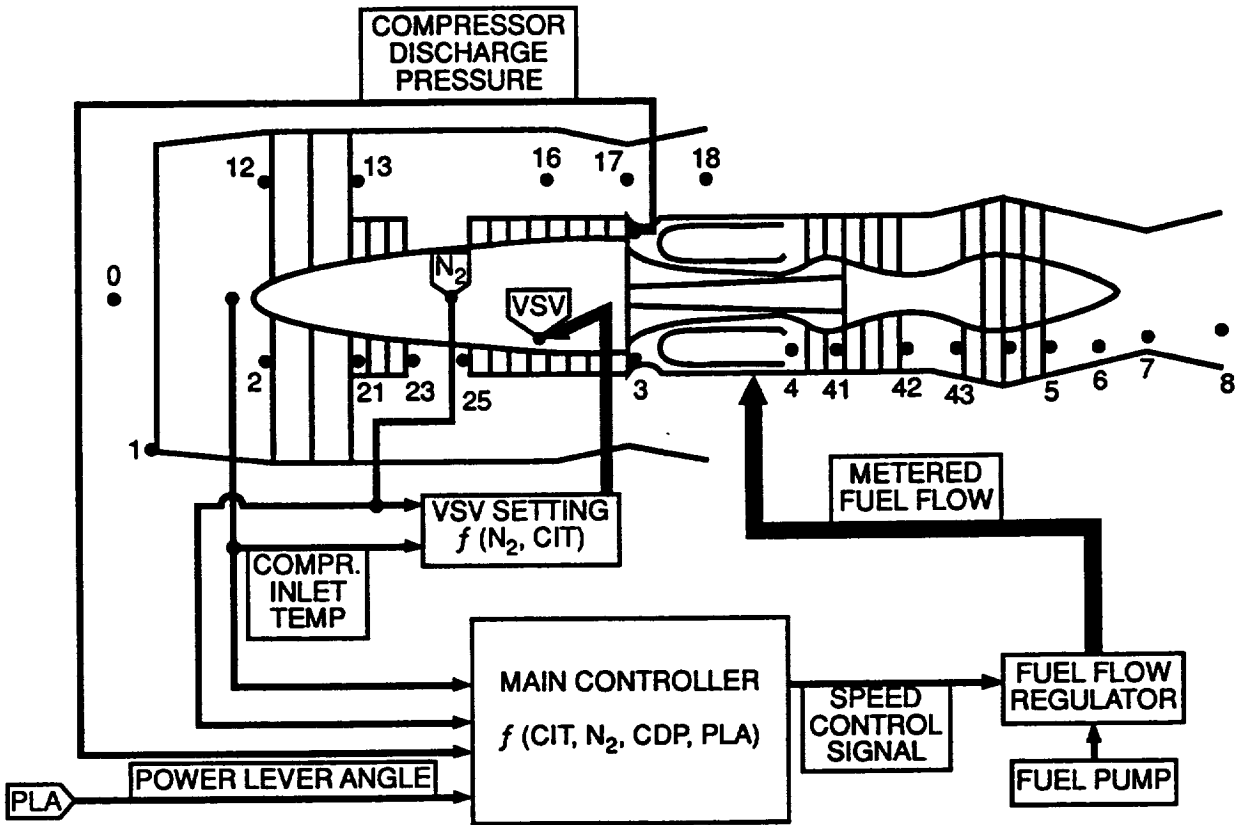 COMPRESSOR
DISCHARGE
PRESSURE
12
13
16
17
18
0
N₂
VSV
2
21
23
25
3
4
41
42
43
5
6
7
8
1
METERED
FUEL FLOW
VSV SETTING
f (N₂, CIT)
COMPR.
INLET
TEMP
MAIN CONTROLLER
f (CIT, N₂, CDP, PLA)
SPEED
CONTROL
SIGNAL
FUEL FLOW
REGULATOR
POWER LEVER ANGLE
FUEL PUMP
PLA